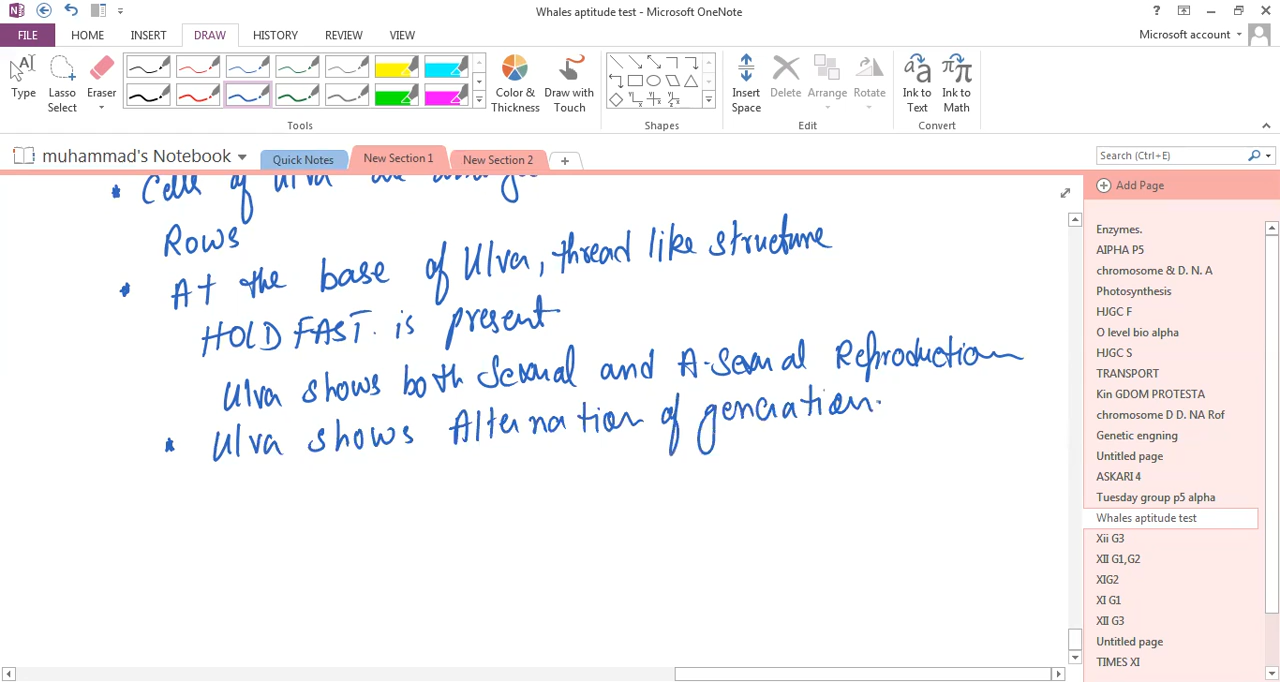 Whales aptitude test - Microsoft OneNote
FILE HOME INSERT DRAW HISTORY REVIEW VIEW
Microsoft account
Type Lasso Select Eraser Color & Thickness Draw with Touch Insert Space Delete Arrange Rotate Ink to Text Ink to Math
Tools Shapes Edit Convert
muhammad's Notebook Quick Notes New Section 1 New Section 2 + Search (Ctrl+E)
* Cells of Ulva are
Rows
* At the base of Ulva, thread like structure
HOLD FAST. is present
Ulva shows both Sexual and A-Sexual Reproduction
* Ulva shows Alternation of generation.
Add Page
Enzymes.
AlPHA P5
chromosome & D. N. A
Photosynthesis
HJGC F
O level bio alpha
HJGC S
TRANSPORT
Kin GDOM PROTESTA
chromosome D D. NA Rof
Genetic engning
Untitled page
ASKARI 4
Tuesday group p5 alpha
Whales aptitude test
Xii G3
XII G1,G2
XIG2
XI G1
XII G3
Untitled page
TIMES XI